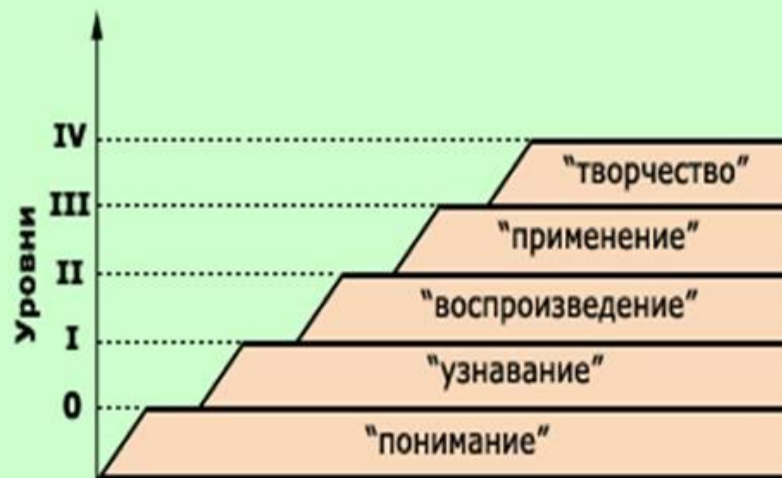 Уровни
IV
“творчество”
III
“применение”
II
“воспроизведение”
I
“узнавание”
0
“понимание”